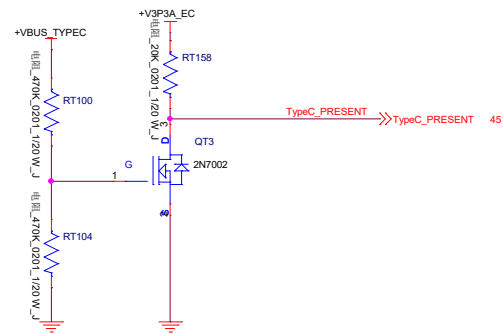 +V3P3A_EC
+VBUS_TYPEC
电阻_20K_0201_1/20 W_J
RT158
电阻_470K_0201_1/20 W_J
RT100
TypeC_PRESENT
TypeC_PRESENT 45
3
D
QT3
G
2N7002
1
S
电阻_470K_0201_1/20 W_J
RT104